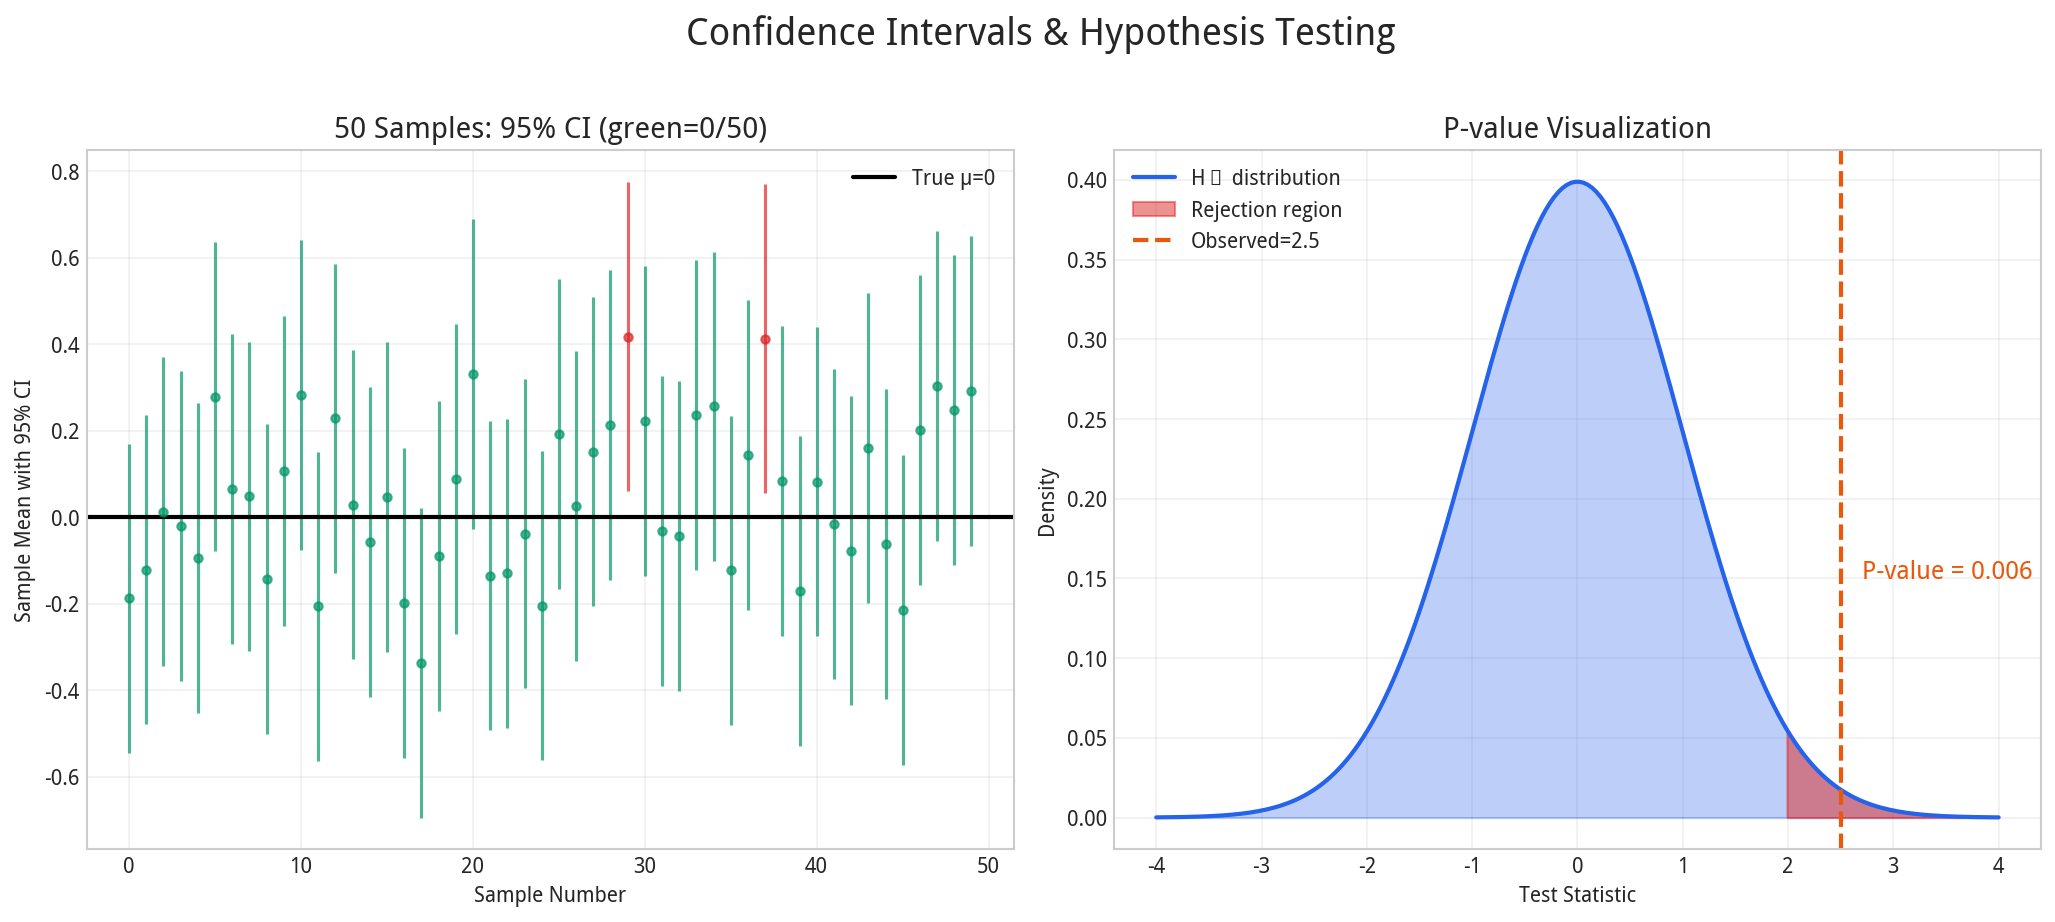 Confidence Intervals & Hypothesis Testing
50 Samples: 95% CI (green=0/50)
Sample Mean with 95% CI
0.8
0.6
0.4
0.2
0.0
-0.2
-0.4
-0.6
True μ=0
0
10
20
30
40
50
Sample Number
P-value Visualization
Density
0.40
0.35
0.30
0.25
0.20
0.15
0.10
0.05
0.00
H▯ distribution
Rejection region
Observed=2.5
P-value = 0.006
-4
-3
-2
-1
0
1
2
3
4
Test Statistic